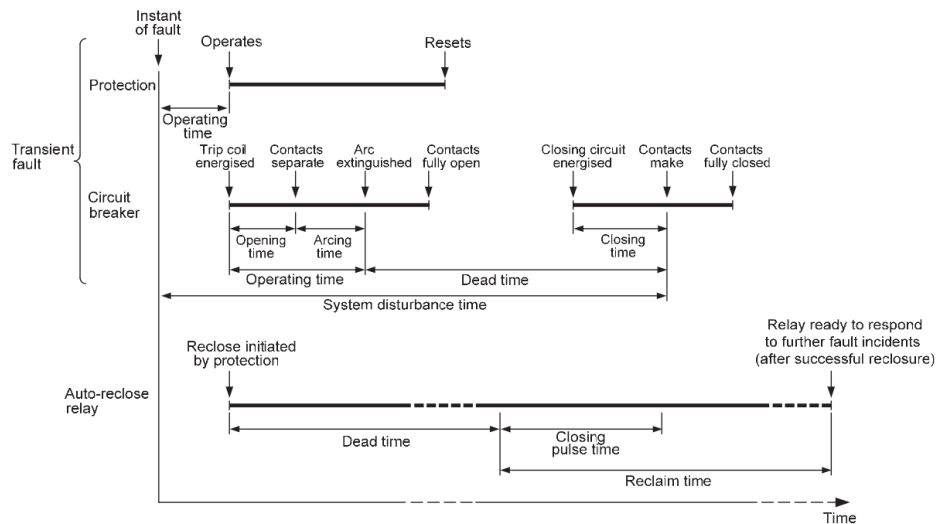 Instant
of fault
Operates
Resets
Protection
Operating
time
Transient
fault
Trip coil
energised
Contacts
separate
Arc
extinguished
Contacts
fully open
Closing circuit
energised
Contacts
make
Contacts
fully closed
Circuit
breaker
Opening
time
Arcing
time
Closing
time
Operating time
Dead time
System disturbance time
Relay ready to respond
to further fault incidents
(after successful reclosure)
Reclose initiated
by protection
Auto-reclose
relay
Dead time
Closing
pulse time
Reclaim time
Time